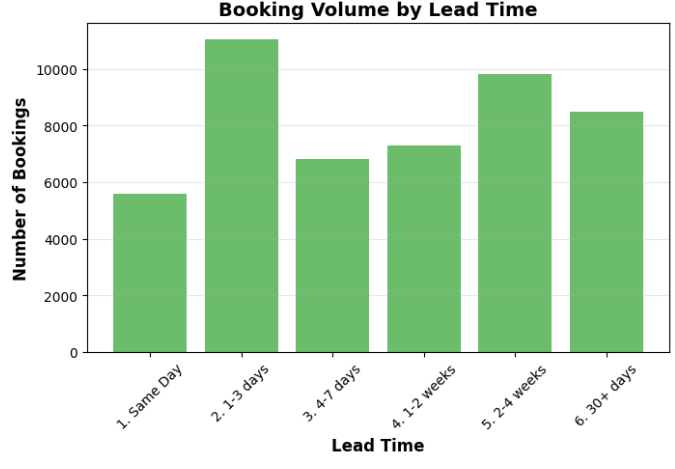 Booking Volume by Lead Time
Number of Bookings
10000
8000
6000
4000
2000
0
1. Same Day
2. 1-3 days
3. 4-7 days
4. 1-2 weeks
5. 2-4 weeks
6. 30+ days
Lead Time